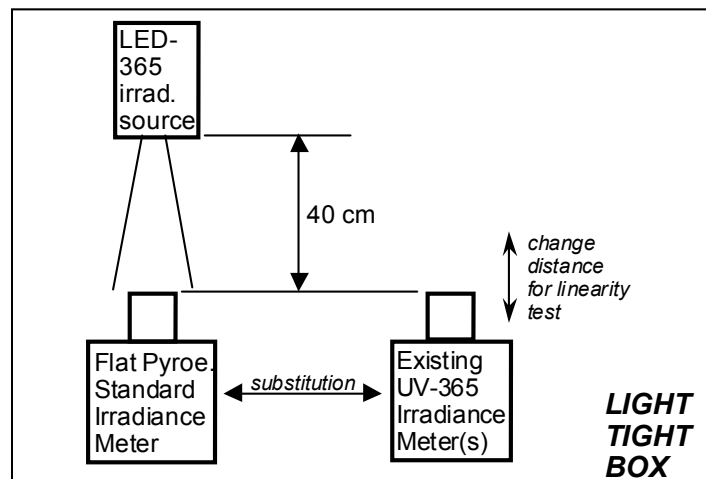 LED-
365
irrad.
source
40 cm
change
distance
for linearity
test
Flat Pyroe.
Standard
Irradiance
Meter
substitution
Existing
UV-365
Irradiance
Meter(s)
LIGHT
TIGHT
BOX